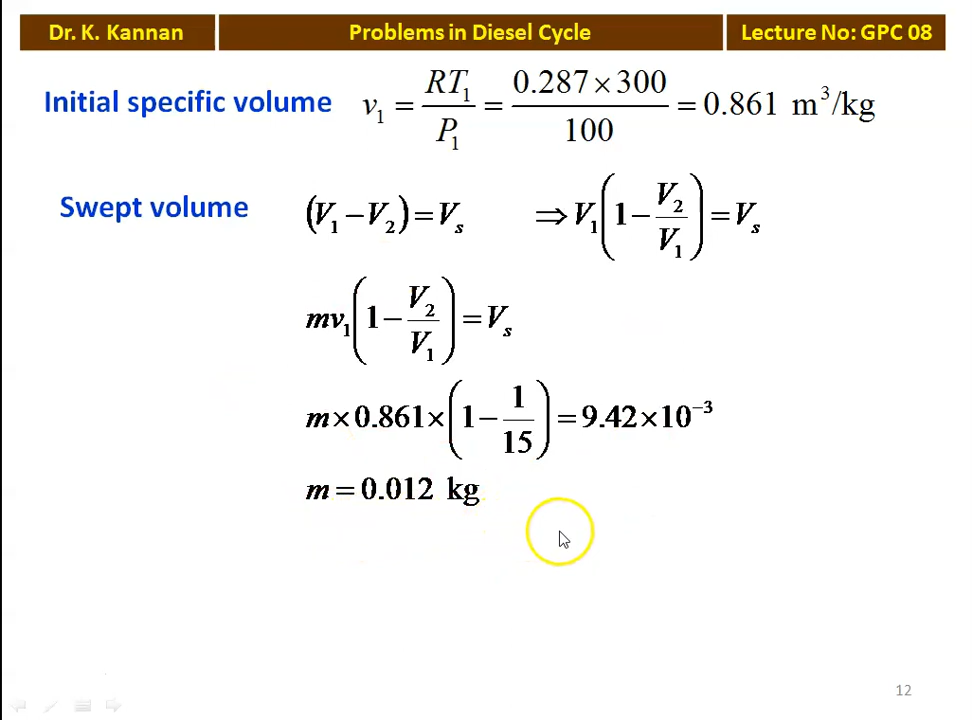 Dr. K. Kannan Problems in Diesel Cycle Lecture No: GPC 08
Initial specific volume v₁ = RT₁/P₁ = (0.287 × 300)/100 = 0.861 m³/kg
Swept volume (V₁ − V₂) = Vₛ ⇒ V₁(1 − V₂/V₁) = Vₛ
mv₁(1 − V₂/V₁) = Vₛ
m × 0.861 × (1 − 1/15) = 9.42 × 10⁻³
m = 0.012 kg
12